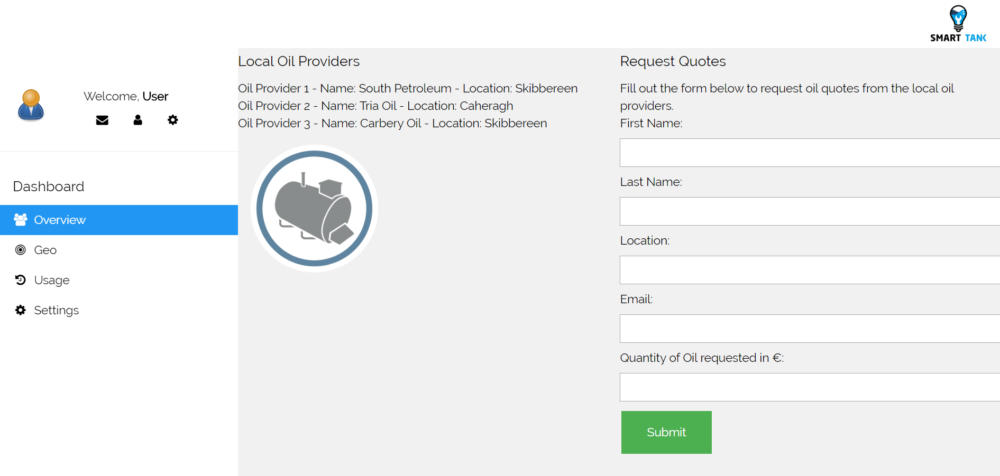 SMART TANK
Welcome, User
Dashboard
Overview
Geo
Usage
Settings
Local Oil Providers
Oil Provider 1 - Name: South Petroleum - Location: Skibbereen
Oil Provider 2 - Name: Tria Oil - Location: Caheragh
Oil Provider 3 - Name: Carbery Oil - Location: Skibbereen
Request Quotes
Fill out the form below to request oil quotes from the local oil
providers.
First Name:
Last Name:
Location:
Email:
Quantity of Oil requested in €:
Submit